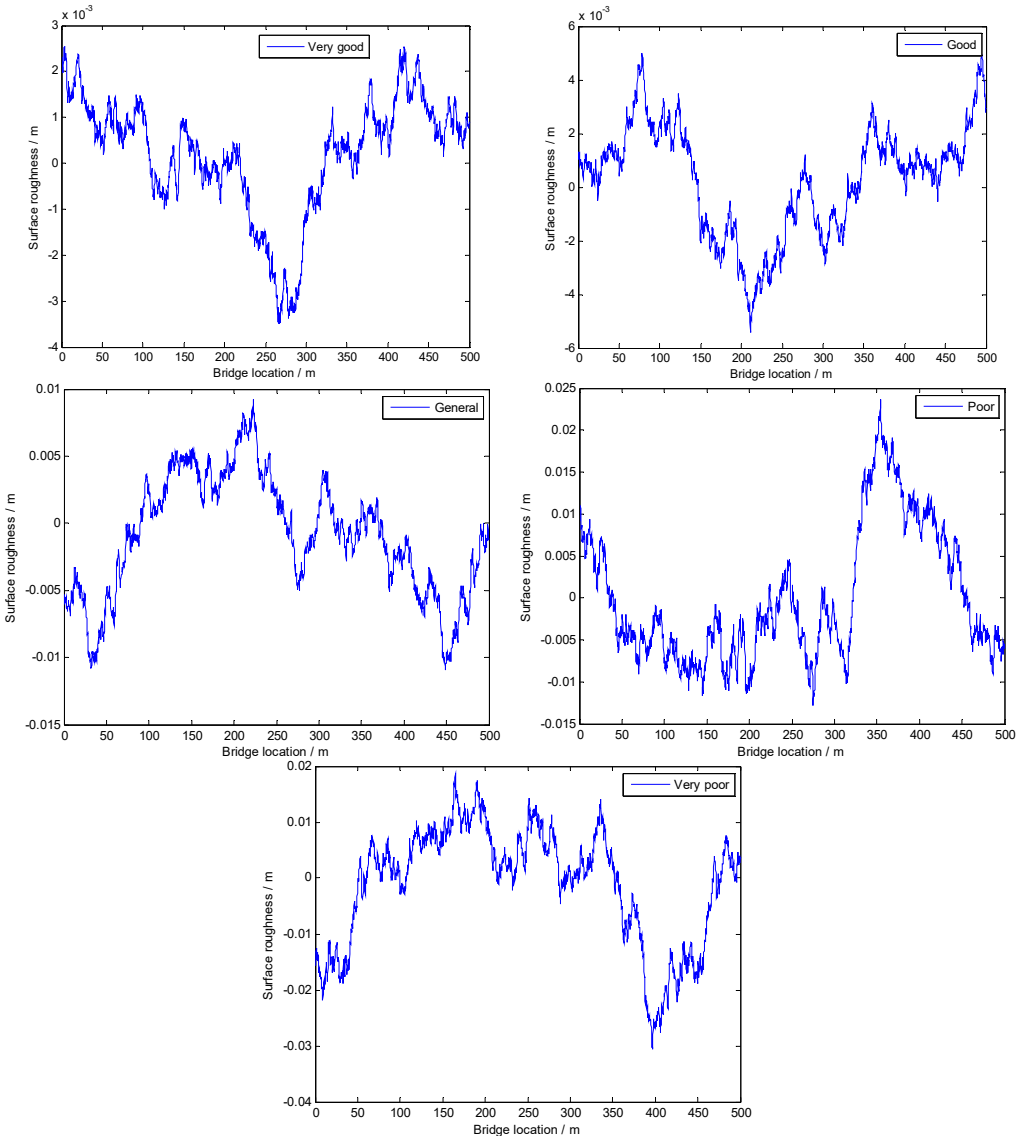 x 10⁻³
3
2
1
0
-1
-2
-3
-4
Surface roughness / m
Very good
0 50 100 150 200 250 300 350 400 450 500
Bridge location / m
x 10⁻³
6
4
2
0
-2
-4
-6
Surface roughness / m
Good
0 50 100 150 200 250 300 350 400 450 500
Bridge location / m
0.01
0.005
0
-0.005
-0.01
-0.015
Surface roughness / m
General
0 50 100 150 200 250 300 350 400 450 500
Bridge location / m
0.025
0.02
0.015
0.01
0.005
0
-0.005
-0.01
-0.015
Surface roughness / m
Poor
0 50 100 150 200 250 300 350 400 450 500
Bridge location / m
0.02
0.01
0
-0.01
-0.02
-0.03
-0.04
Surface roughness / m
Very poor
0 50 100 150 200 250 300 350 400 450 500
Bridge location / m